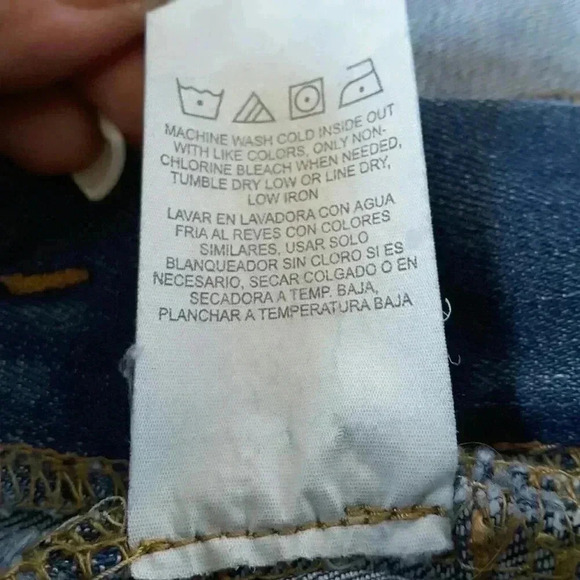 MACHINE WASH COLD INSIDE OUT
WITH LIKE COLORS, ONLY NON-
CHLORINE BLEACH WHEN NEEDED,
TUMBLE DRY LOW OR LINE DRY,
LOW IRON
LAVAR EN LAVADORA CON AGUA
FRIA AL REVES CON COLORES
SIMILARES, USAR SOLO
BLANQUEADOR SIN CLORO SI ES
NECESARIO, SECAR COLGADO O EN
SECADORA A TEMP. BAJA,
PLANCHAR A TEMPERATURA BAJA